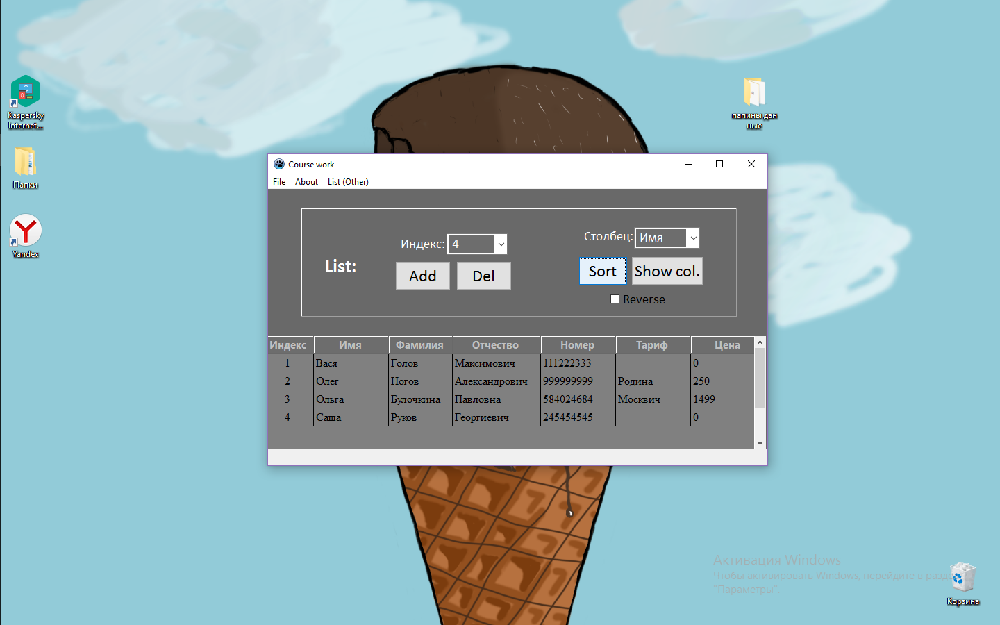 Kaspersky
Internet...
Папки
Yandex
папины дан
ные
Course work
File About List (Other)
List:
Индекс: 4
Add Del
Столбец: Имя
Sort Show col.
Reverse
Индекс Имя Фамилия Отчество Номер Тариф Цена
1 Вася Голов Максимович 111222333 0
2 Олег Ногов Александрович 999999999 Родина 250
3 Ольга Булочкина Павловна 584024684 Москвич 1499
4 Саша Руков Георгиевич 245454545 0
Активация Windows
Чтобы активировать Windows, перейдите в разде
"Параметры".
Корзина